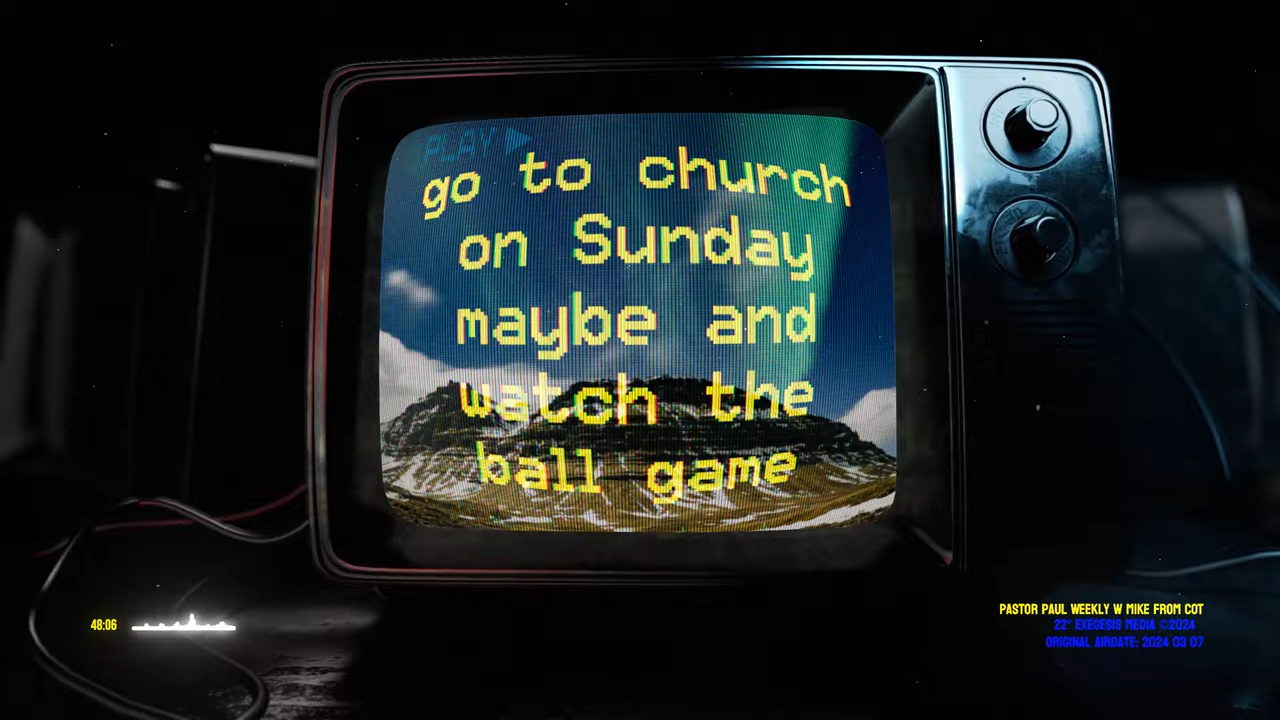 PLAY
go to church
on Sunday
maybe and
watch the
ball game
48:06
PASTOR PAUL WEEKLY W MIKE FROM COT
22° EXEGESIS MEDIA ©2024
ORIGINAL AIRDATE: 2024 03 07